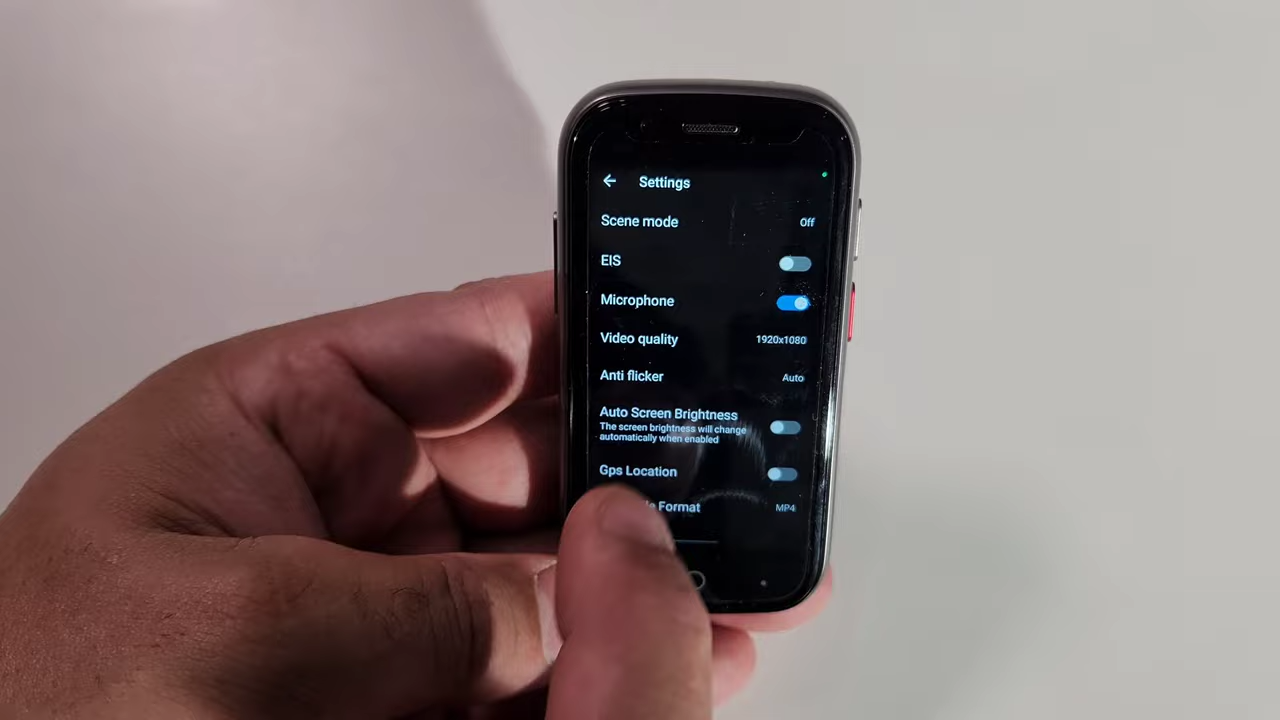 Settings
Scene mode Off
EIS
Microphone
Video quality 1920x1080
Anti flicker Auto
Auto Screen Brightness
The screen brightness will change
automatically when enabled
Gps Location
Format MP4